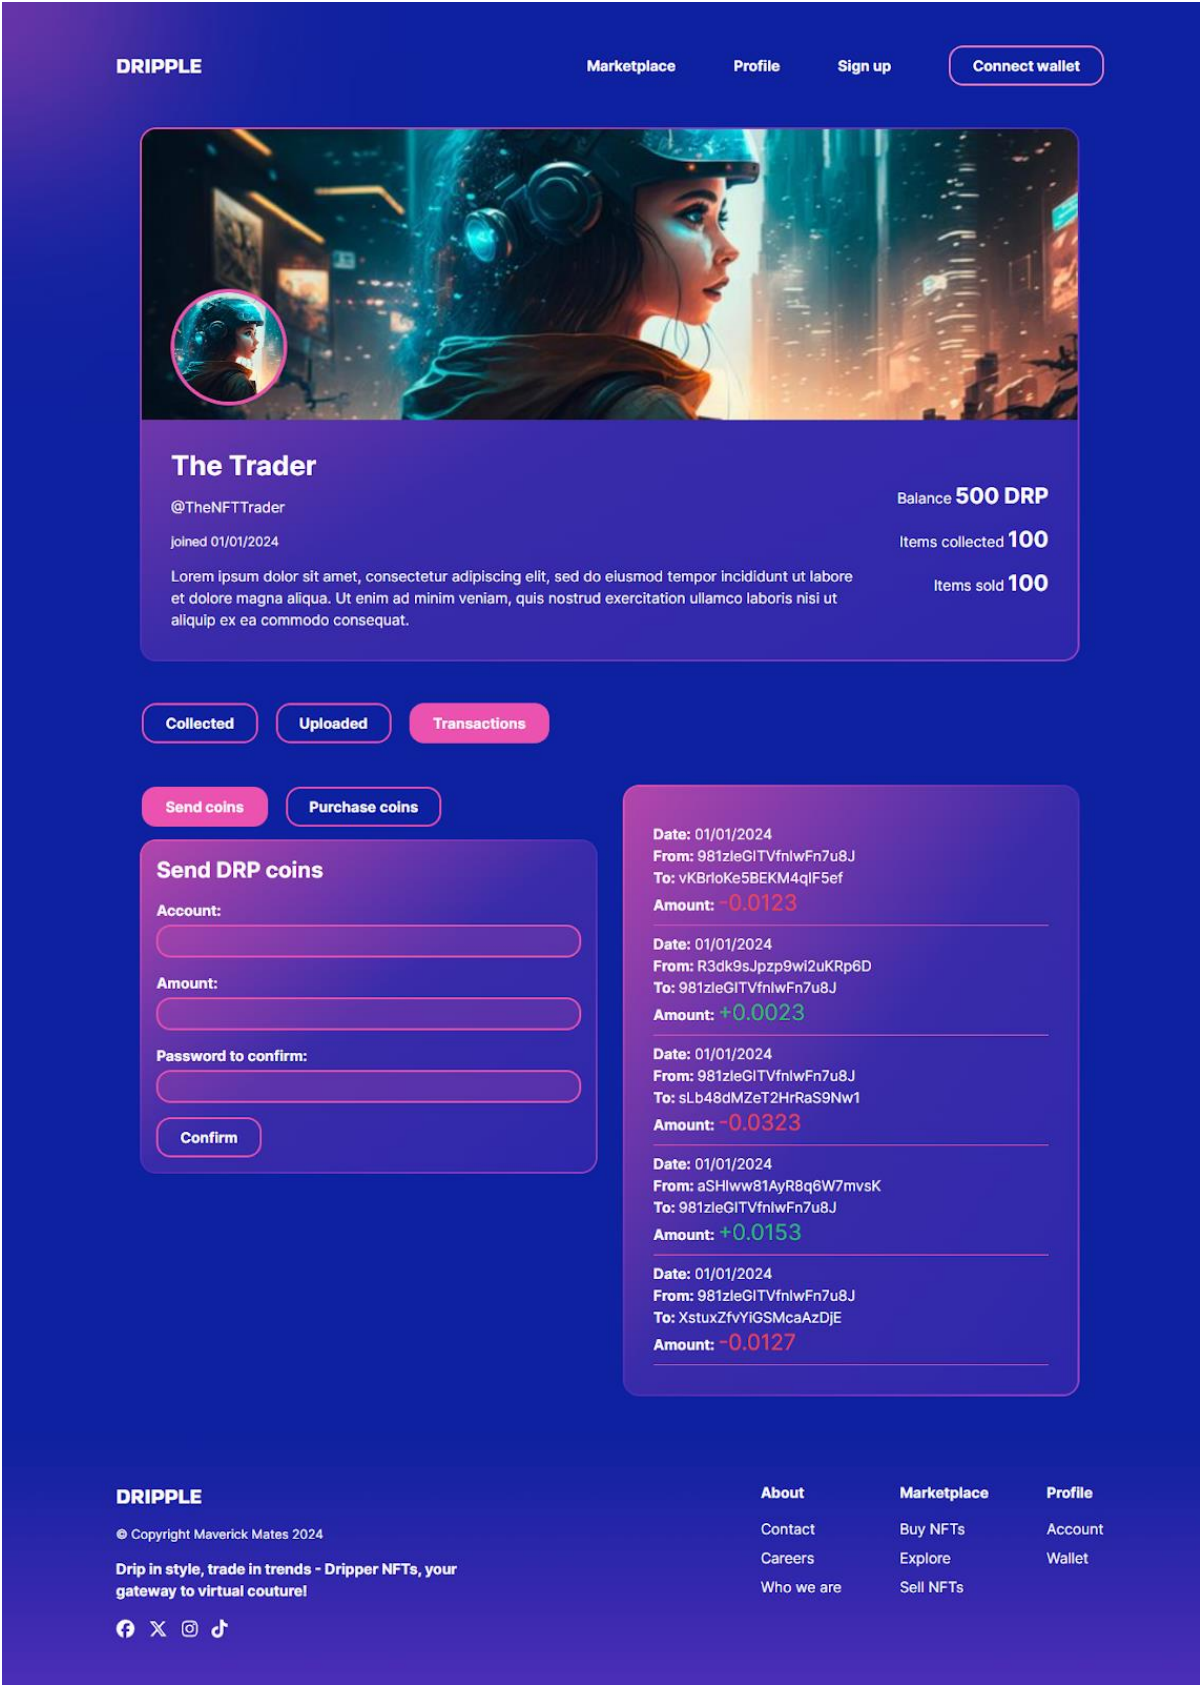 DRIPPLE
Marketplace
Profile
Sign up
Connect wallet
The Trader
@TheNFTTrader
joined 01/01/2024
Lorem ipsum dolor sit amet, consectetur adipiscing elit, sed do eiusmod tempor incididunt ut labore
et dolore magna aliqua. Ut enim ad minim veniam, quis nostrud exercitation ullamco laboris nisi ut
aliquip ex ea commodo consequat.
Balance 500 DRP
Items collected 100
Items sold 100
Collected
Uploaded
Transactions
Send coins
Purchase coins
Send DRP coins
Account:
Amount:
Password to confirm:
Confirm
Date: 01/01/2024
From: 981zIeGITVfnIwFn7u8J
To: vKBrIoKe5BEKM4qIF5ef
Amount: -0.0123
Date: 01/01/2024
From: R3dk9sJpzp9wi2uKRp6D
To: 981zIeGITVfnIwFn7u8J
Amount: +0.0023
Date: 01/01/2024
From: 981zIeGITVfnIwFn7u8J
To: sLb48dMZeT2HrRaS9Nw1
Amount: -0.0323
Date: 01/01/2024
From: aSHIww81AyR8q6W7mvsK
To: 981zIeGITVfnIwFn7u8J
Amount: +0.0153
Date: 01/01/2024
From: 981zIeGITVfnIwFn7u8J
To: XstuxZfvYiGSMcaAzDjE
Amount: -0.0127
DRIPPLE
© Copyright Maverick Mates 2024
Drip in style, trade in trends - Dripper NFTs, your
gateway to virtual couture!
About
Contact
Careers
Who we are
Marketplace
Buy NFTs
Explore
Sell NFTs
Profile
Account
Wallet